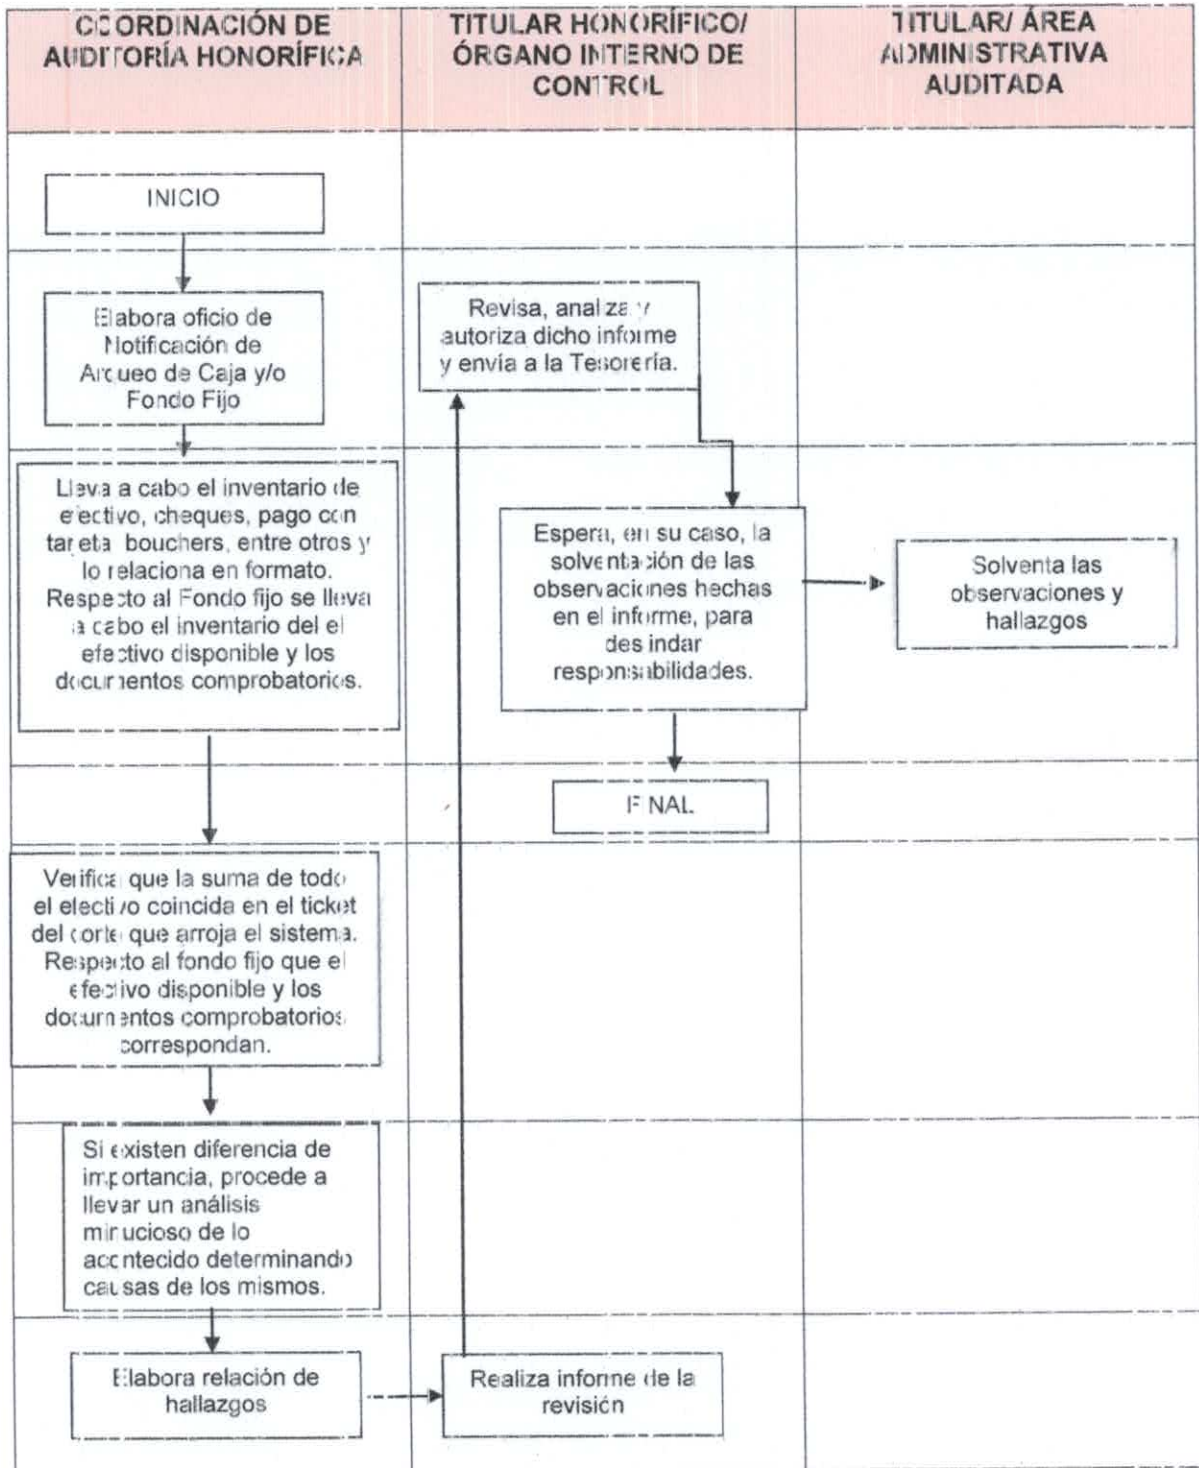 COORDINACIÓN DE
AUDITORÍA HONORÍFICA
TITULAR HONORÍFICO/
ÓRGANO INTERNO DE
CONTROL
TITULAR/ ÁREA
ADMINISTRATIVA
AUDITADA
INICIO
Elabora oficio de
Notificación de
Arqueo de Caja y/o
Fondo Fijo
Revisa, analiza y
autoriza dicho informe
y envía a la Tesorería.
Lleva a cabo el inventario de
efectivo, cheques, pago con
tarjeta bouchers, entre otros y
lo relaciona en formato.
Respecto al Fondo fijo se lleva
a cabo el inventario del el
efectivo disponible y los
documentos comprobatorios.
Espera, en su caso, la
solventación de las
observaciones hechas
en el informe, para
deslindar
responsabilidades.
Solventa las
observaciones y
hallazgos
FINAL
Verifica que la suma de todo
el efectivo coincida en el ticket
del corte que arroja el sistema.
Respecto al fondo fijo que el
efectivo disponible y los
documentos comprobatorios
correspondan.
Si existen diferencia de
importancia, procede a
llevar un análisis
minucioso de lo
acontecido determinando
causas de los mismos.
Elabora relación de
hallazgos
Realiza informe de la
revisión